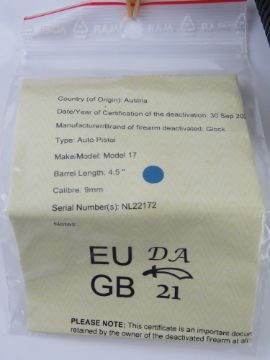 RAJA RAJA RAJA
Country (of Origin): Austria
Date/Year of Certification of the deactivation: 30 Sep
Manufacturer/Brand of firearm deactivated: Glock
Type: Auto Pistol
Make/Model: Model 17
Barrel Length: 4.5 "
Calibre: 9mm
Serial Number(s): NL22172
Notes:
EU DA
GB 21
PLEASE NOTE: This certificate is an important
retained by the owner of the deactivated firearm at all